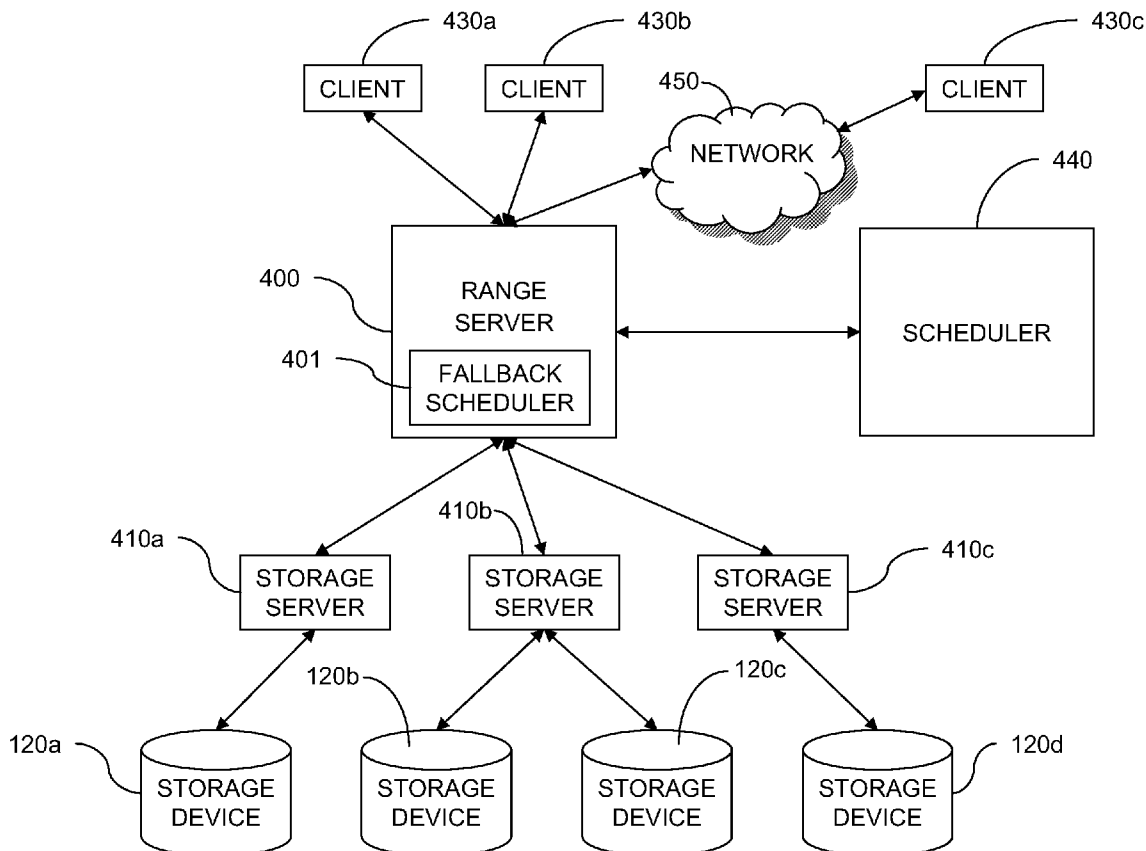 430a
430b
430c
CLIENT
CLIENT
CLIENT
450
NETWORK
440
400
RANGE
SERVER
SCHEDULER
401
FALLBACK
SCHEDULER
410a
410b
410c
STORAGE
SERVER
STORAGE
SERVER
STORAGE
SERVER
120a
120b
120c
120d
STORAGE
DEVICE
STORAGE
DEVICE
STORAGE
DEVICE
STORAGE
DEVICE